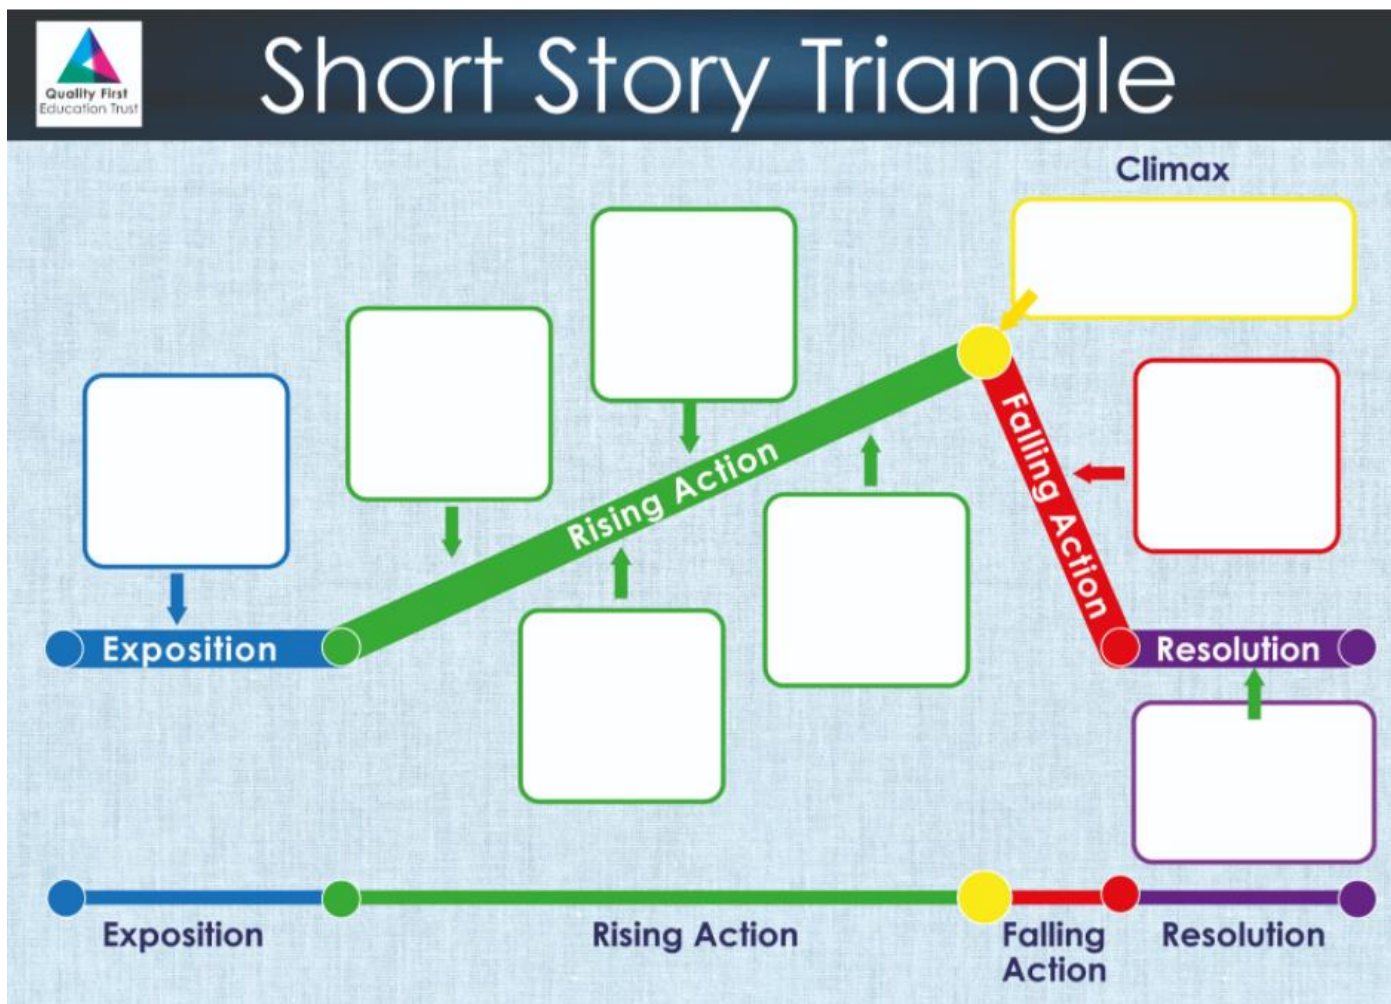 Quality First
Education Trust
Short Story Triangle
Climax
Rising Action
Falling Action
Exposition
Resolution
Exposition
Rising Action
Falling
Action
Resolution